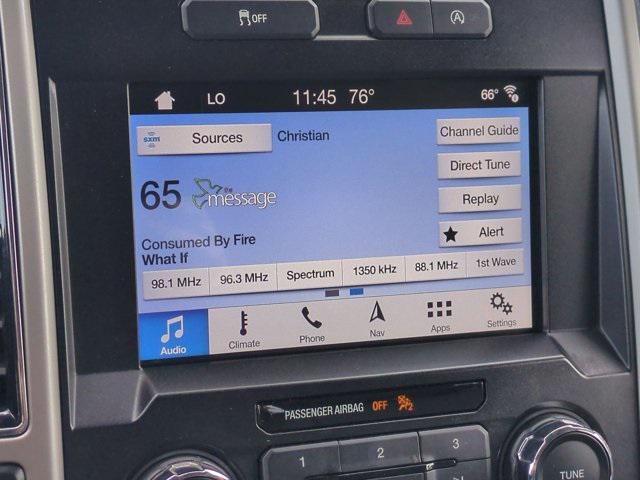 OFF
LO 11:45 76° 66°
sxm Sources Christian Channel Guide
Direct Tune
65 the message Replay
Alert
Consumed By Fire
What If
98.1 MHz 96.3 MHz Spectrum 1350 kHz 88.1 MHz 1st Wave
Audio Climate Phone Nav Apps Settings
PASSENGER AIRBAG OFF
1 2 3
TUNE